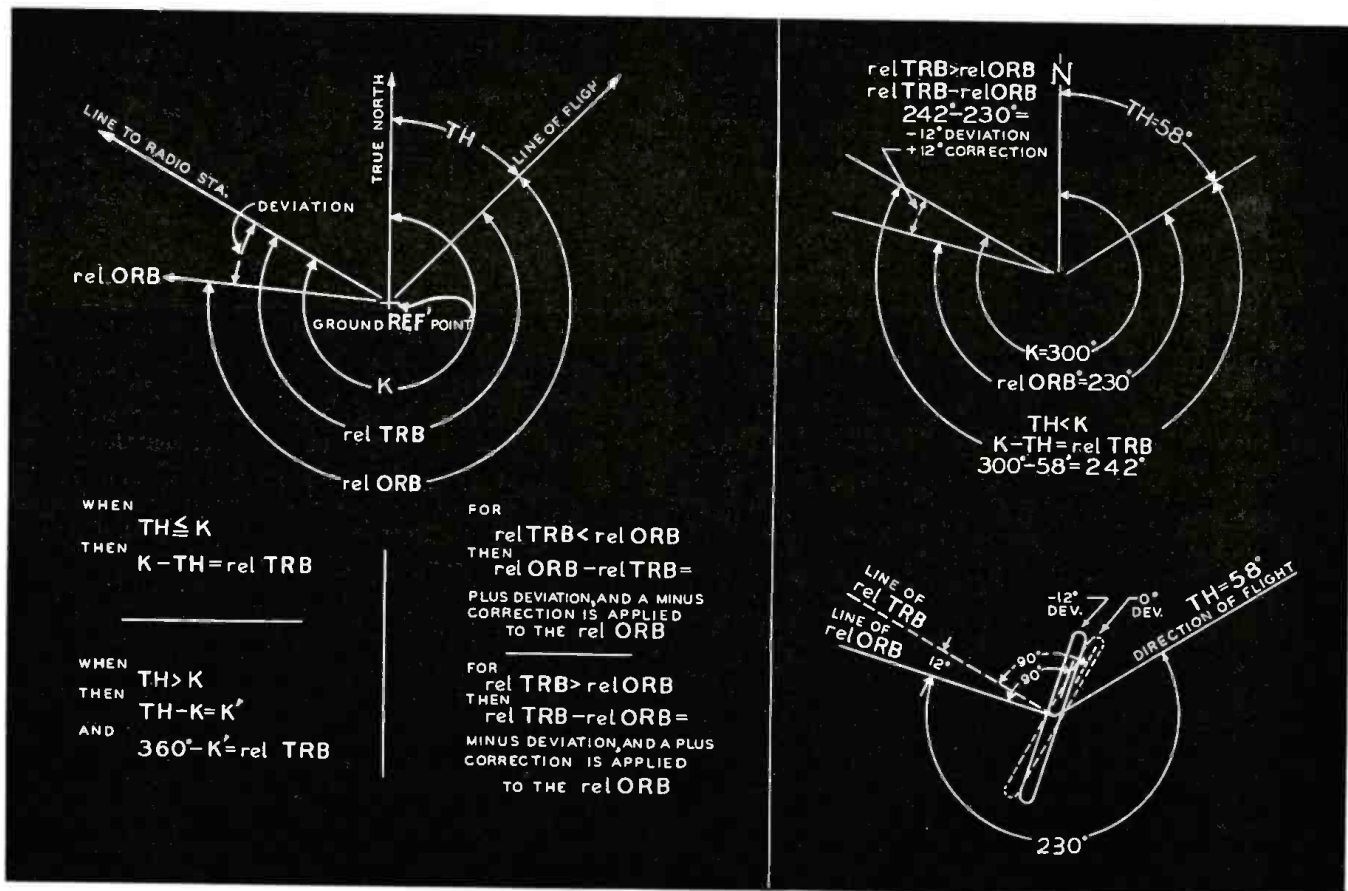 LINE TO RADIO STA.
TRUE NORTH
TH
LINE OF FLIGH
DEVIATION
rel ORB
GROUND REF' POINT
K
rel TRB
rel ORB
WHEN
TH ≦ K
THEN
K – TH = rel TRB
WHEN
TH > K
THEN
TH – K = K'
AND
360° – K' = rel TRB
FOR
rel TRB < rel ORB
THEN
rel ORB – rel TRB =
PLUS DEVIATION, AND A MINUS
CORRECTION IS APPLIED
TO THE rel ORB
FOR
rel TRB > rel ORB
THEN
rel TRB – rel ORB =
MINUS DEVIATION, AND A PLUS
CORRECTION IS APPLIED
TO THE rel ORB
rel TRB > rel ORB
rel TRB – rel ORB
242° – 230° =
–12° DEVIATION
+12° CORRECTION
N
TH = 58°
K = 300°
rel ORB° = 230°
TH < K
K – TH = rel TRB
300° – 58° = 242°
LINE OF
rel TRB
LINE OF
rel ORB
12°
–12°
DEV.
0°
DEV.
90°
90°
TH = 58°
DIRECTION OF FLIGHT
230°